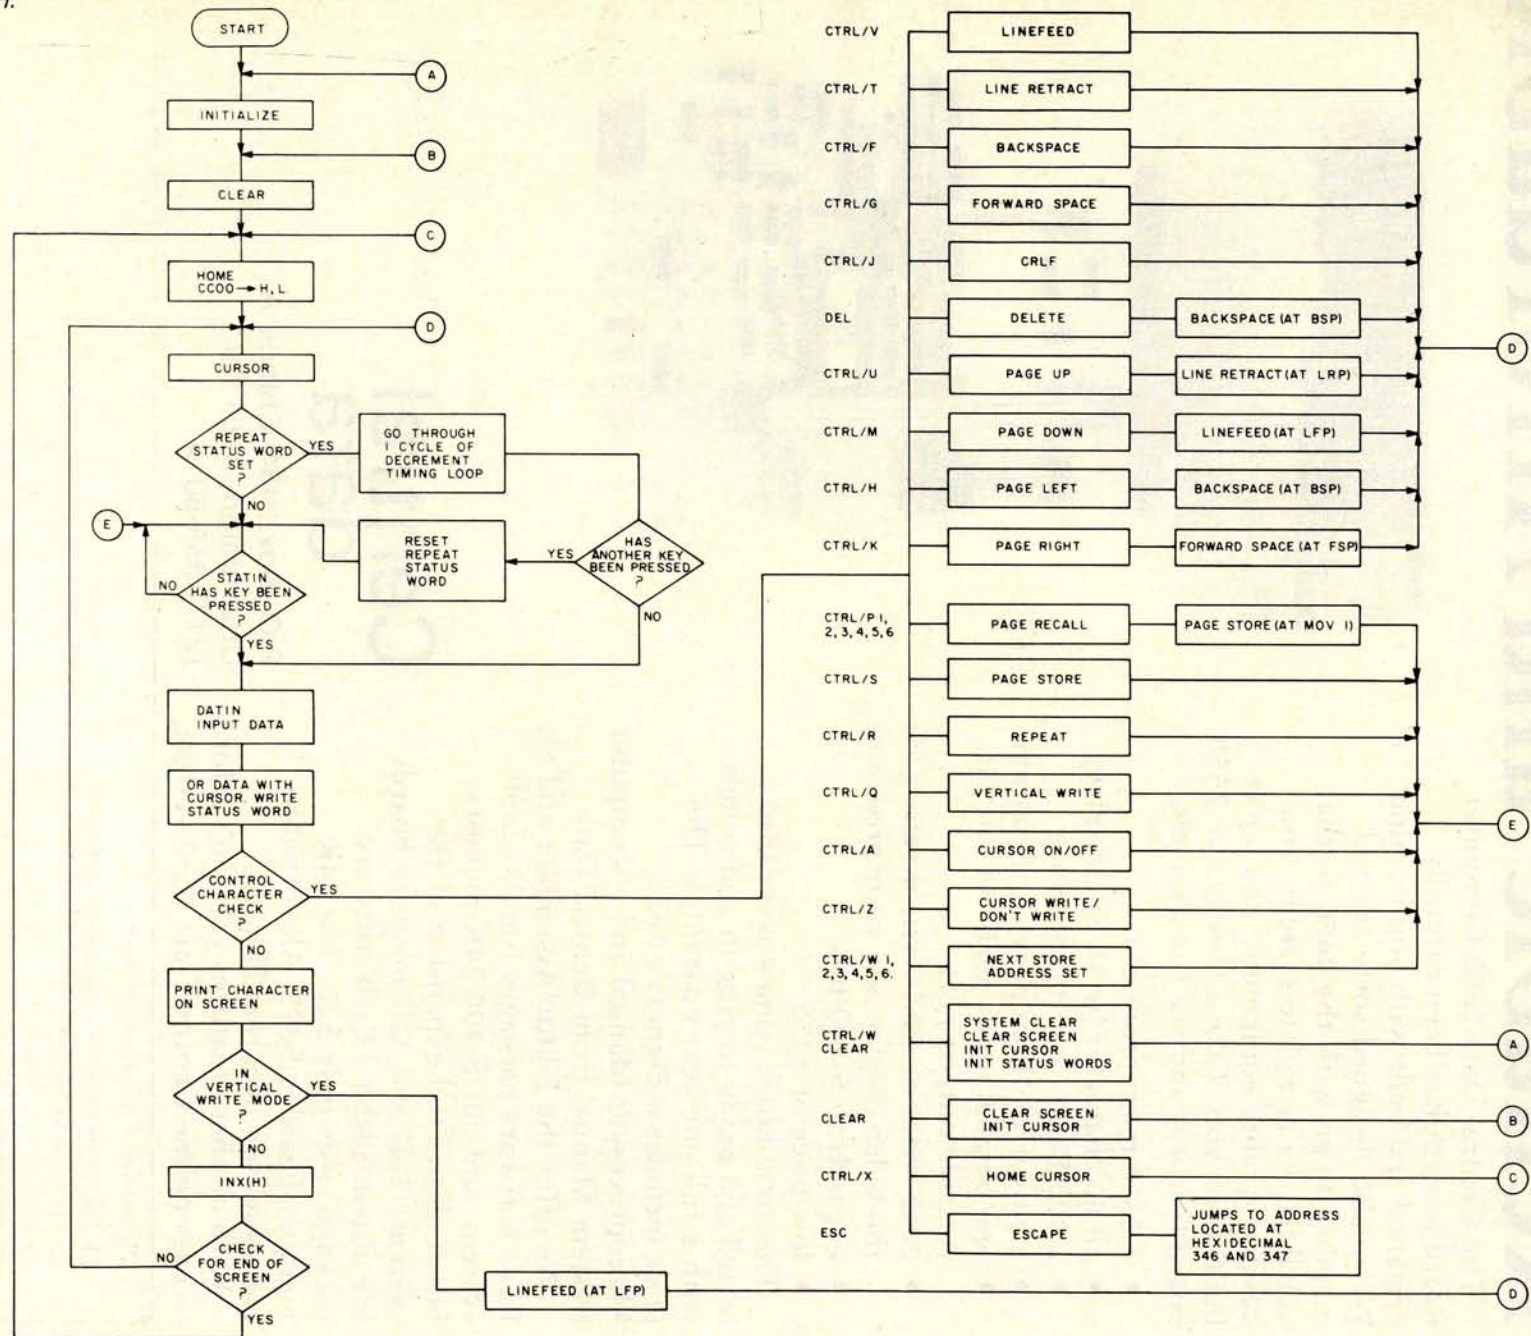 START
A
INITIALIZE
B
CLEAR
C
HOME
CC00→H,L
D
CURSOR
REPEAT
STATUS WORD
SET
?
YES
NO
GO THROUGH
1 CYCLE OF
DECREMENT
TIMING LOOP
E
RESET
REPEAT
STATUS
WORD
YES
HAS
ANOTHER KEY
BEEN PRESSED
?
NO
STATIN
HAS KEY BEEN
PRESSED
?
NO
YES
DATIN
INPUT DATA
OR DATA WITH
CURSOR. WRITE
STATUS WORD
CONTROL
CHARACTER
CHECK
?
YES
NO
PRINT CHARACTER
ON SCREEN
IN
VERTICAL
WRITE MODE
?
YES
NO
INX(H)
CHECK
FOR END OF
SCREEN
?
NO
YES
LINEFEED (AT LFP)
D
CTRL/V LINEFEED
CTRL/T LINE RETRACT
CTRL/F BACKSPACE
CTRL/G FORWARD SPACE
CTRL/J CRLF
DEL DELETE BACKSPACE (AT BSP)
D
CTRL/U PAGE UP LINE RETRACT (AT LRP)
CTRL/M PAGE DOWN LINEFEED (AT LFP)
CTRL/H PAGE LEFT BACKSPACE (AT BSP)
CTRL/K PAGE RIGHT FORWARD SPACE (AT FSP)
CTRL/P 1,
2,3,4,5,6
PAGE RECALL PAGE STORE (AT MOV 1)
CTRL/S PAGE STORE
CTRL/R REPEAT
CTRL/Q VERTICAL WRITE
E
CTRL/A CURSOR ON/OFF
CTRL/Z
CURSOR WRITE/
DON'T WRITE
CTRL/W 1,
2,3,4,5,6.
NEXT STORE
ADDRESS SET
CTRL/W
CLEAR
SYSTEM CLEAR
CLEAR SCREEN
INIT CURSOR
INIT STATUS WORDS
A
CLEAR
CLEAR SCREEN
INIT CURSOR
B
CTRL/X HOME CURSOR
C
ESC ESCAPE
JUMPS TO ADDRESS
LOCATED AT
HEXIDECIMAL
346 AND 347